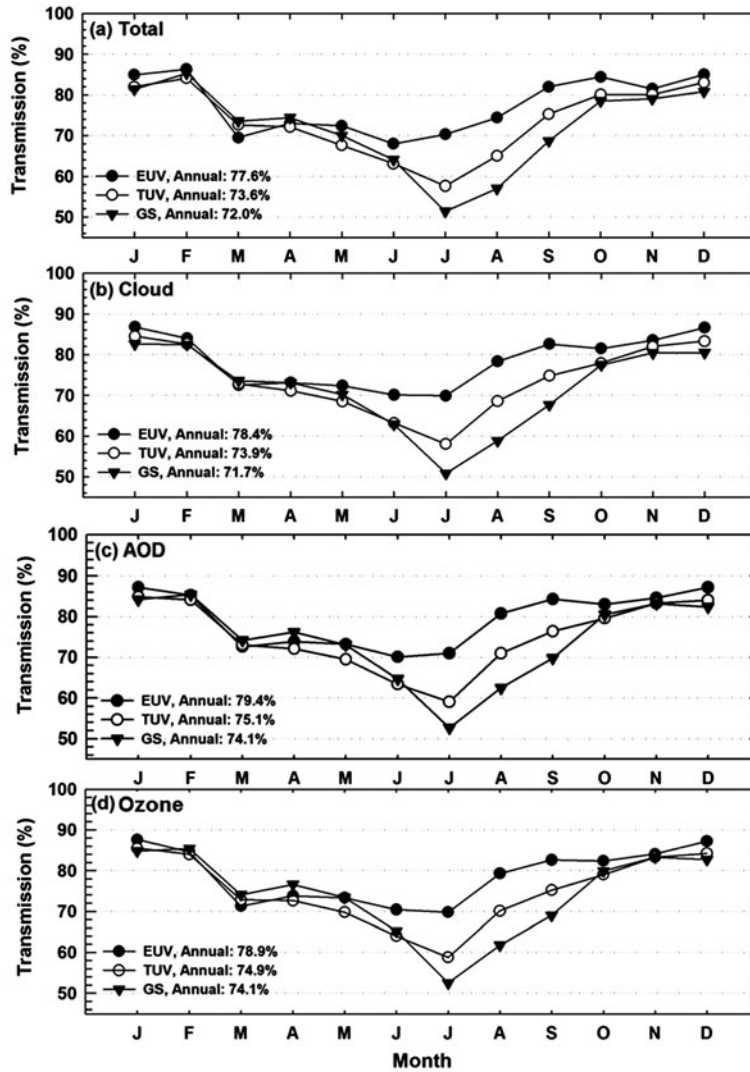 (a) Total
Transmission (%)
100
90
80
70
60
50
EUV, Annual: 77.6%
TUV, Annual: 73.6%
GS, Annual: 72.0%
J F M A M J J A S O N D
(b) Cloud
Transmission (%)
100
90
80
70
60
50
EUV, Annual: 78.4%
TUV, Annual: 73.9%
GS, Annual: 71.7%
J F M A M J J A S O N D
(c) AOD
Transmission (%)
100
90
80
70
60
50
EUV, Annual: 79.4%
TUV, Annual: 75.1%
GS, Annual: 74.1%
J F M A M J J A S O N D
(d) Ozone
Transmission (%)
100
90
80
70
60
50
EUV, Annual: 78.9%
TUV, Annual: 74.9%
GS, Annual: 74.1%
J F M A M J J A S O N D
Month